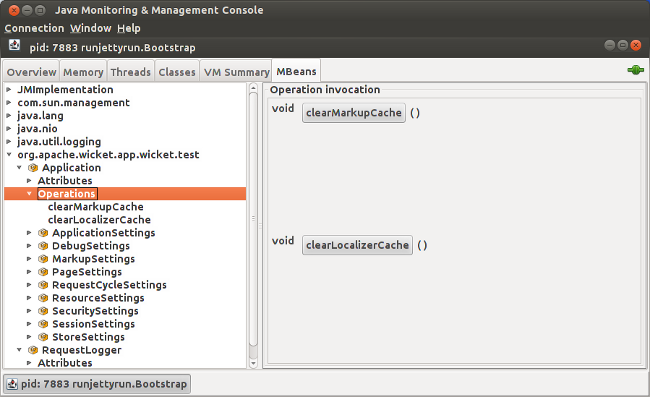 Java Monitoring & Management Console
Connection Window Help
pid: 7883 runjettyrun.Bootstrap
Overview Memory Threads Classes VM Summary MBeans
JMImplementation
com.sun.management
java.lang
java.nio
java.util.logging
org.apache.wicket.app.wicket.test
Application
Attributes
Operations
clearMarkupCache
clearLocalizerCache
ApplicationSettings
DebugSettings
MarkupSettings
PageSettings
RequestCycleSettings
ResourceSettings
SecuritySettings
SessionSettings
StoreSettings
RequestLogger
Attributes
Operation invocation
void clearMarkupCache ()
void clearLocalizerCache ()
pid: 7883 runjettyrun.Bootstrap